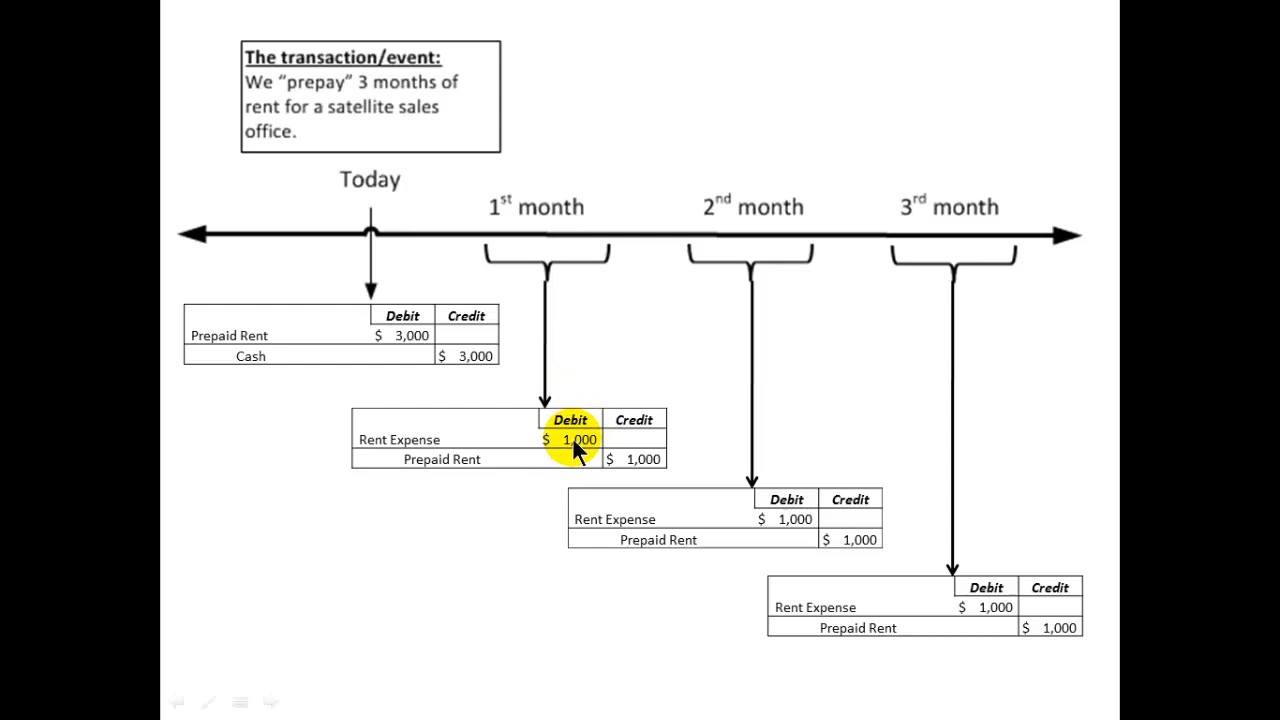 The transaction/event:
We “prepay” 3 months of
rent for a satellite sales
office.
Today
1st month
2nd month
3rd month
Debit Credit
Prepaid Rent $ 3,000
Cash $ 3,000
Debit Credit
Rent Expense $ 1,000
Prepaid Rent $ 1,000
Debit Credit
Rent Expense $ 1,000
Prepaid Rent $ 1,000
Debit Credit
Rent Expense $ 1,000
Prepaid Rent $ 1,000